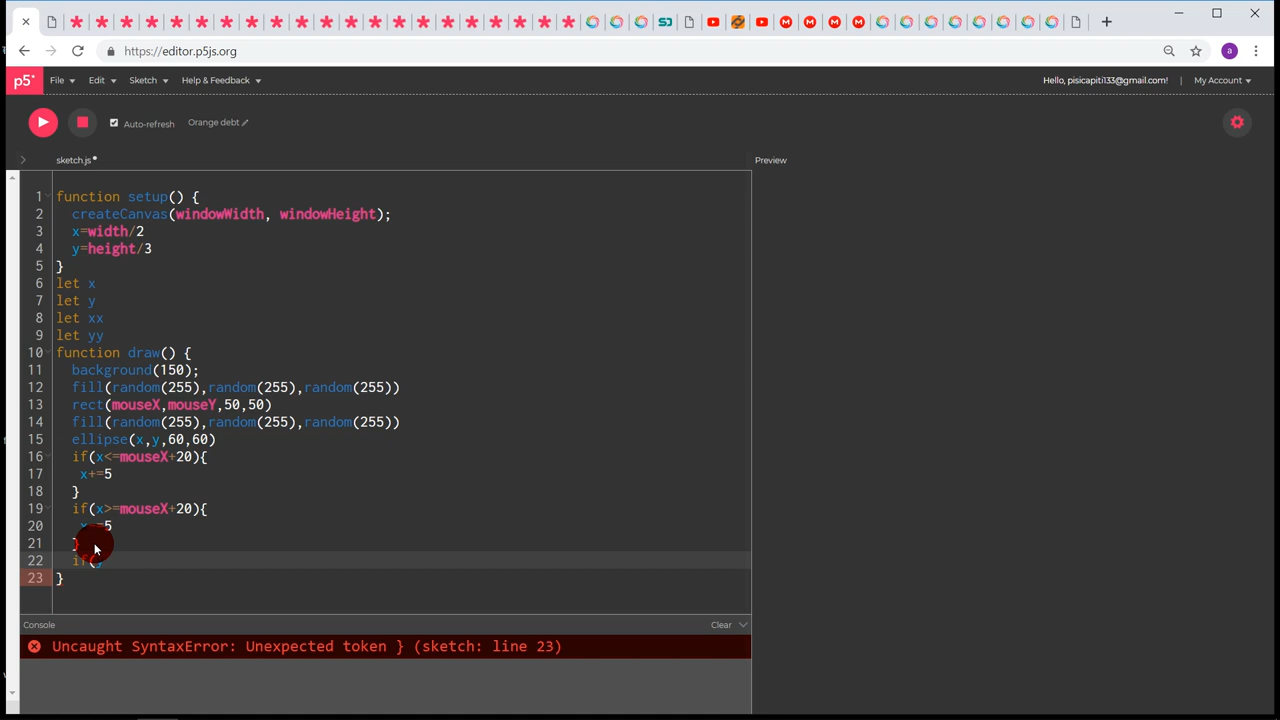 https://editor.p5js.org
a
p5* File Edit Sketch Help & Feedback Hello, pisicapiti133@gmail.com! | My Account
Auto-refresh Orange debt
> sketch.js Preview
1 function setup() {
2 createCanvas(windowWidth, windowHeight);
3 x=width/2
4 y=height/3
5 }
6 let x
7 let y
8 let xx
9 let yy
10 function draw() {
11 background(150);
12 fill(random(255),random(255),random(255))
13 rect(mouseX,mouseY,50,50)
14 fill(random(255),random(255),random(255))
15 ellipse(x,y,60,60)
16 if(x<=mouseX+20){
17 x+=5
18 }
19 if(x>=mouseX+20){
20 x-=5
21 }
22 if(y
23 }
Console Clear
Uncaught SyntaxError: Unexpected token } (sketch: line 23)